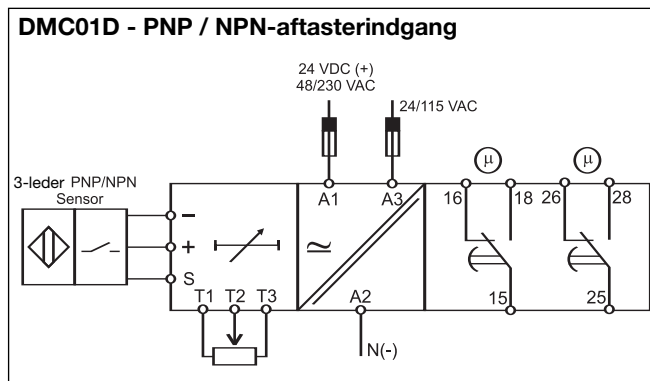 DMC01D - PNP / NPN-aftasterindgang
24 VDC (+)
48/230 VAC
24/115 VAC
µ
µ
3-leder PNP/NPN
Sensor
A1
A3
16
18
26
28
−
+
S
≃
T1
T2
T3
A2
15
25
N(-)